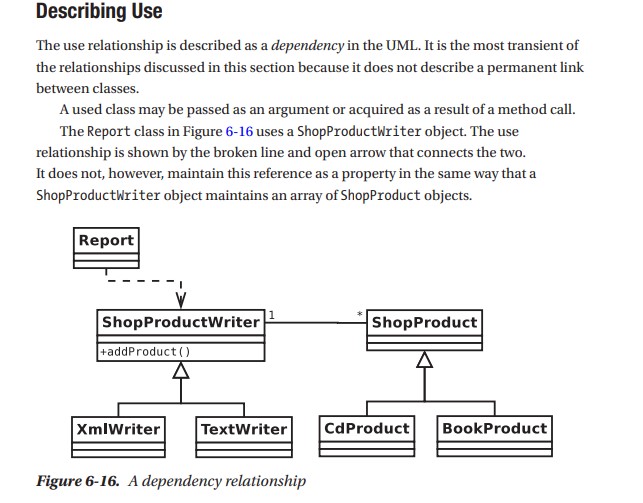 Describing Use
The use relationship is described as a dependency in the UML. It is the most transient of
the relationships discussed in this section because it does not describe a permanent link
between classes.
A used class may be passed as an argument or acquired as a result of a method call.
The Report class in Figure 6-16 uses a ShopProductWriter object. The use
relationship is shown by the broken line and open arrow that connects the two.
It does not, however, maintain this reference as a property in the same way that a
ShopProductWriter object maintains an array of ShopProduct objects.
Report
ShopProductWriter
1
*
ShopProduct
+addProduct()
XmlWriter
TextWriter
CdProduct
BookProduct
Figure 6-16. A dependency relationship